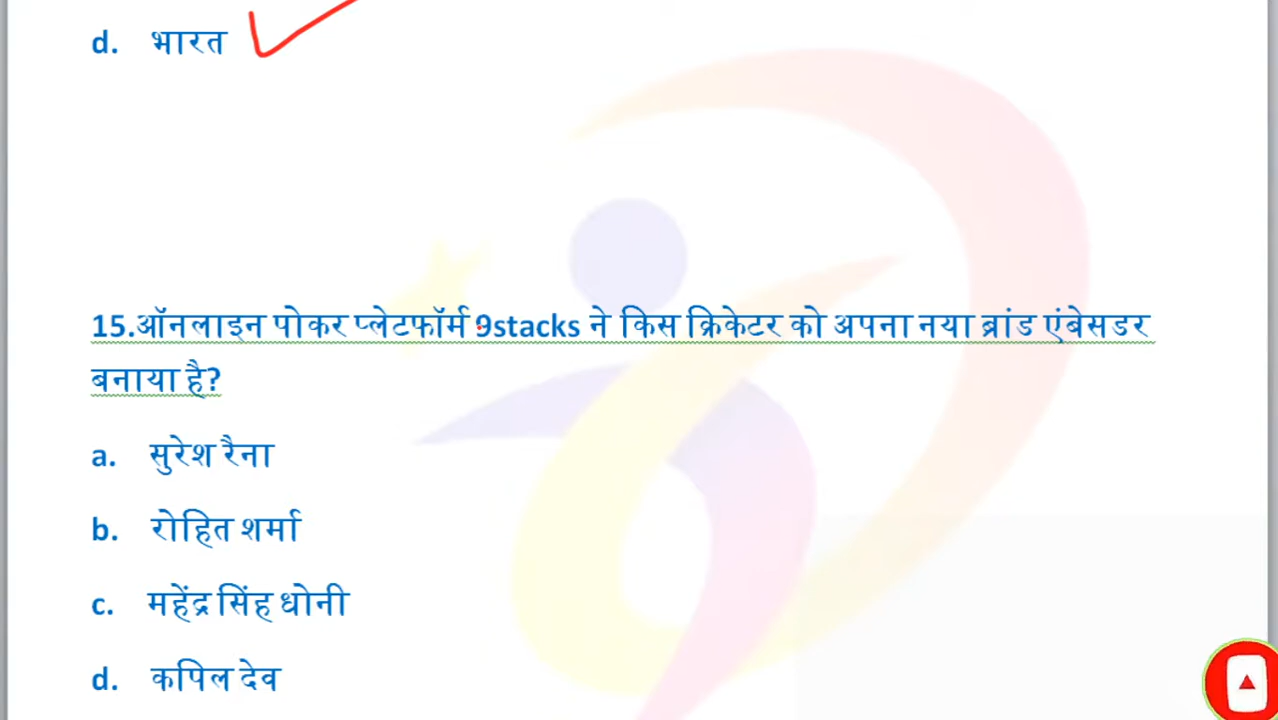 d. भारत
15.ऑनलाइन पोकर प्लेटफॉर्म 9stacks ने किस क्रिकेटर को अपना नया ब्रांड एंबेसडर
बनाया है?
a. सुरेश रैना
b. रोहित शर्मा
c. महेंद्र सिंह धोनी
d. कपिल देव